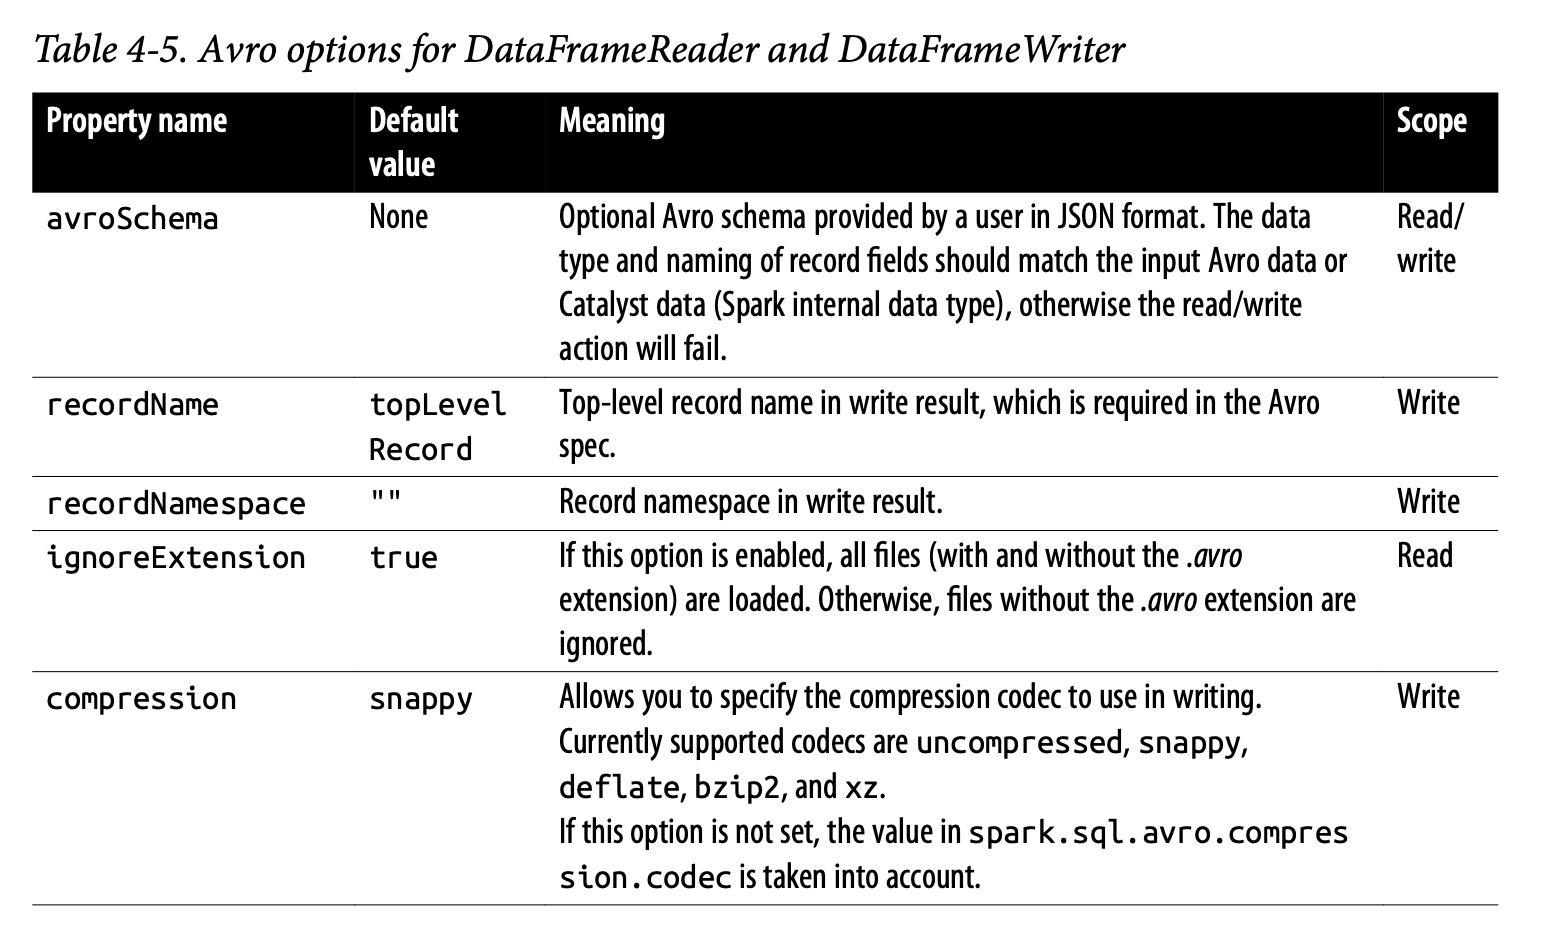 Table 4-5. Avro options for DataFrameReader and DataFrameWriter
Property name Default value Meaning Scope
avroSchema None Optional Avro schema provided by a user in JSON format. The data Read/
type and naming of record fields should match the input Avro data or write
Catalyst data (Spark internal data type), otherwise the read/write
action will fail.
recordName topLevel Top-level record name in write result, which is required in the Avro Write
Record spec.
recordNamespace "" Record namespace in write result. Write
ignoreExtension true If this option is enabled, all files (with and without the .avro Read
extension) are loaded. Otherwise, files without the .avro extension are
ignored.
compression snappy Allows you to specify the compression codec to use in writing. Write
Currently supported codecs are uncompressed, snappy,
deflate, bzip2, and xz.
If this option is not set, the value in spark.sql.avro.compres
sion.codec is taken into account.